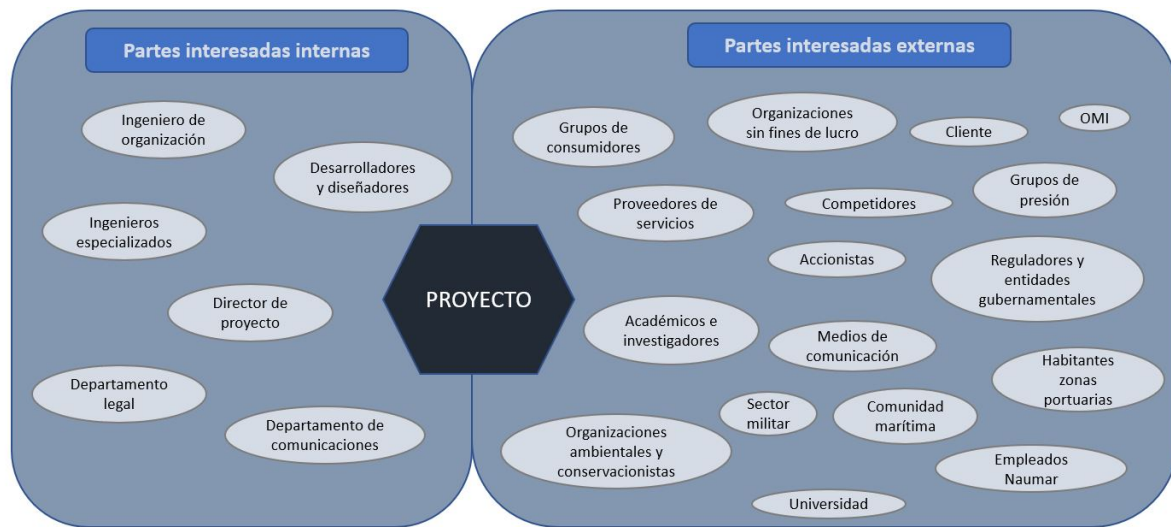 Partes interesadas internas
Ingeniero de
organización
Desarrolladores
y diseñadores
Ingenieros
especializados
Director de
proyecto
Departamento
legal
Departamento de
comunicaciones
PROYECTO
Partes interesadas externas
Grupos de
consumidores
Organizaciones
sin fines de lucro
Cliente
OMI
Proveedores de
servicios
Competidores
Grupos de
presión
Accionistas
Reguladores y
entidades
gubernamentales
Académicos e
investigadores
Medios de
comunicación
Habitantes
zonas
portuarias
Sector
militar
Comunidad
marítima
Organizaciones
ambientales y
conservacionistas
Empleados
Naumar
Universidad